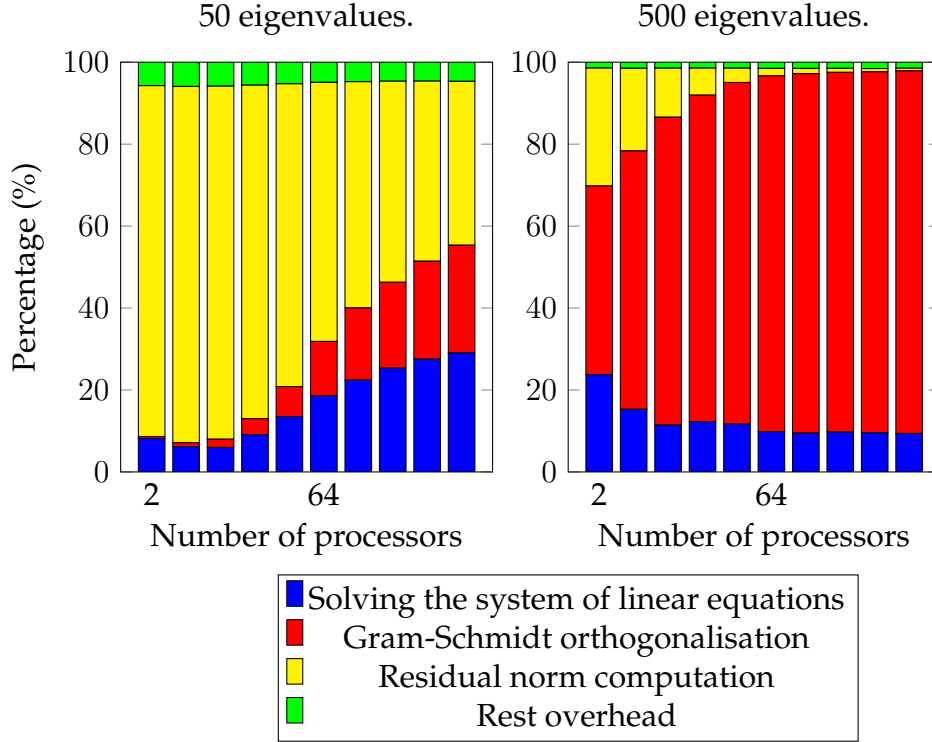 50 eigenvalues.
500 eigenvalues.
Percentage (%)
100
80
60
40
20
0
2
64
Number of processors
100
80
60
40
20
0
2
64
Number of processors
Solving the system of linear equations
Gram-Schmidt orthogonalisation
Residual norm computation
Rest overhead